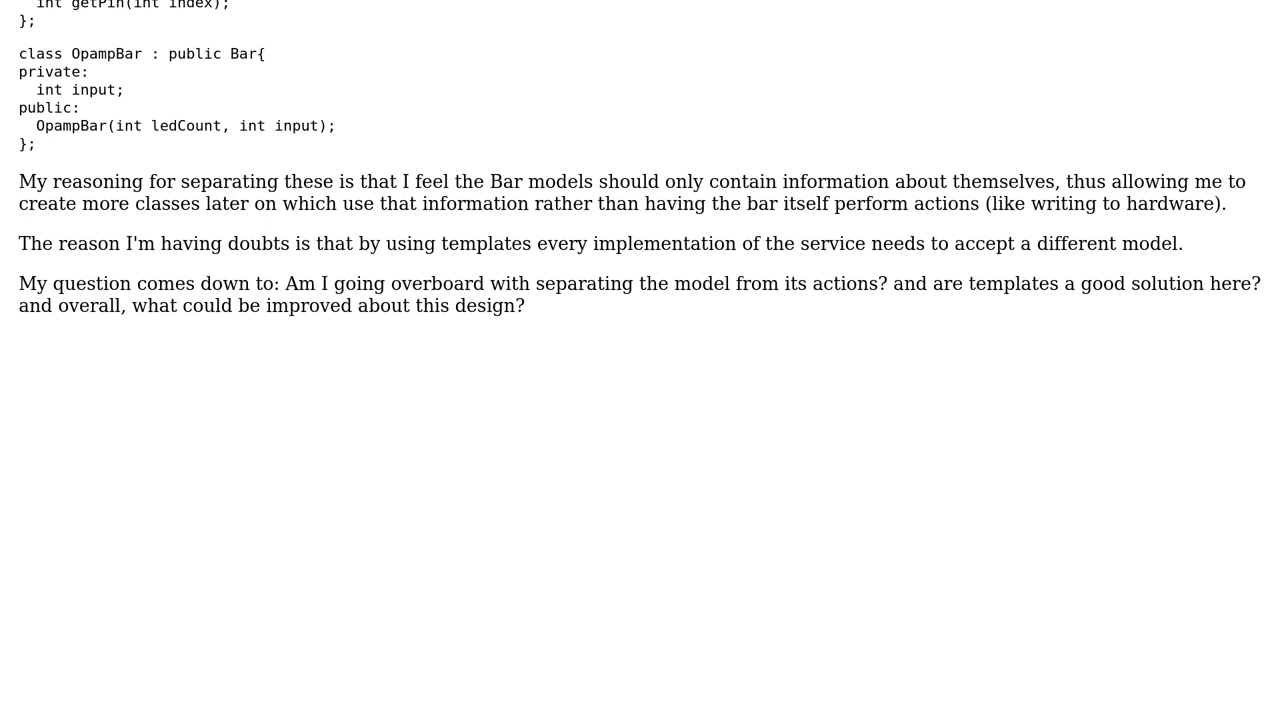 int getPin(int index);
};
class OpampBar : public Bar{
private:
  int input;
public:
  OpampBar(int ledCount, int input);
};
My reasoning for separating these is that I feel the Bar models should only contain information about themselves, thus allowing me to
create more classes later on which use that information rather than having the bar itself perform actions (like writing to hardware).
The reason I'm having doubts is that by using templates every implementation of the service needs to accept a different model.
My question comes down to: Am I going overboard with separating the model from its actions? and are templates a good solution here?
and overall, what could be improved about this design?